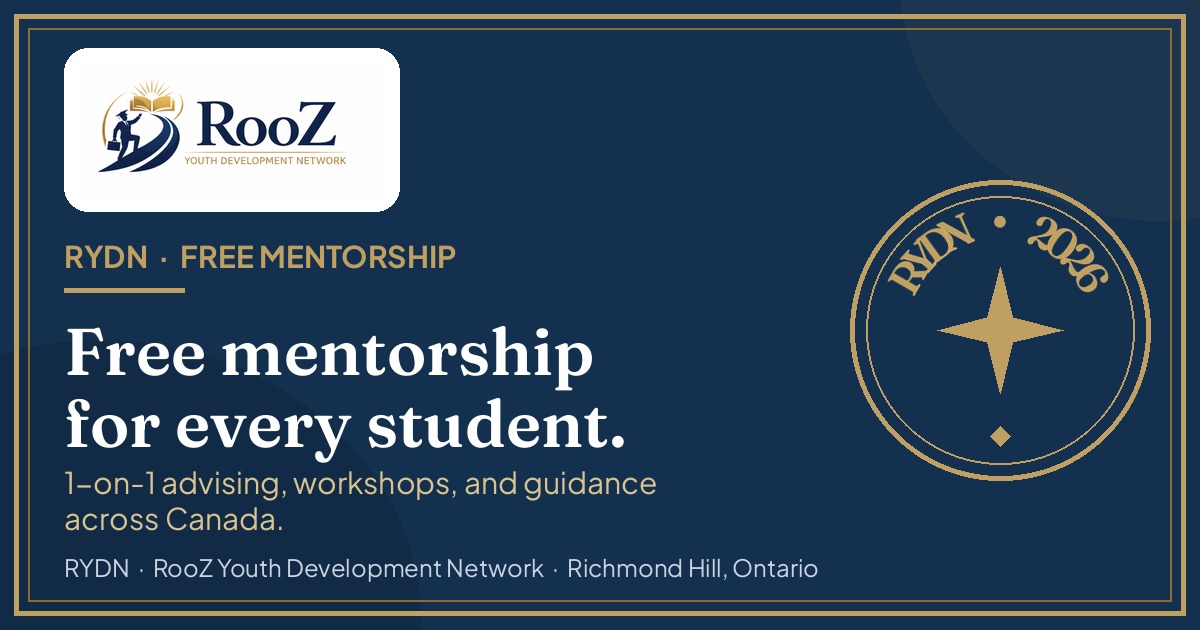 RooZ
YOUTH DEVELOPMENT NETWORK
RYDN · FREE MENTORSHIP
Free mentorship
for every student.
1–on-1 advising, workshops, and guidance
across Canada.
RYDN · RooZ Youth Development Network · Richmond Hill, Ontario
RYDN • 2026